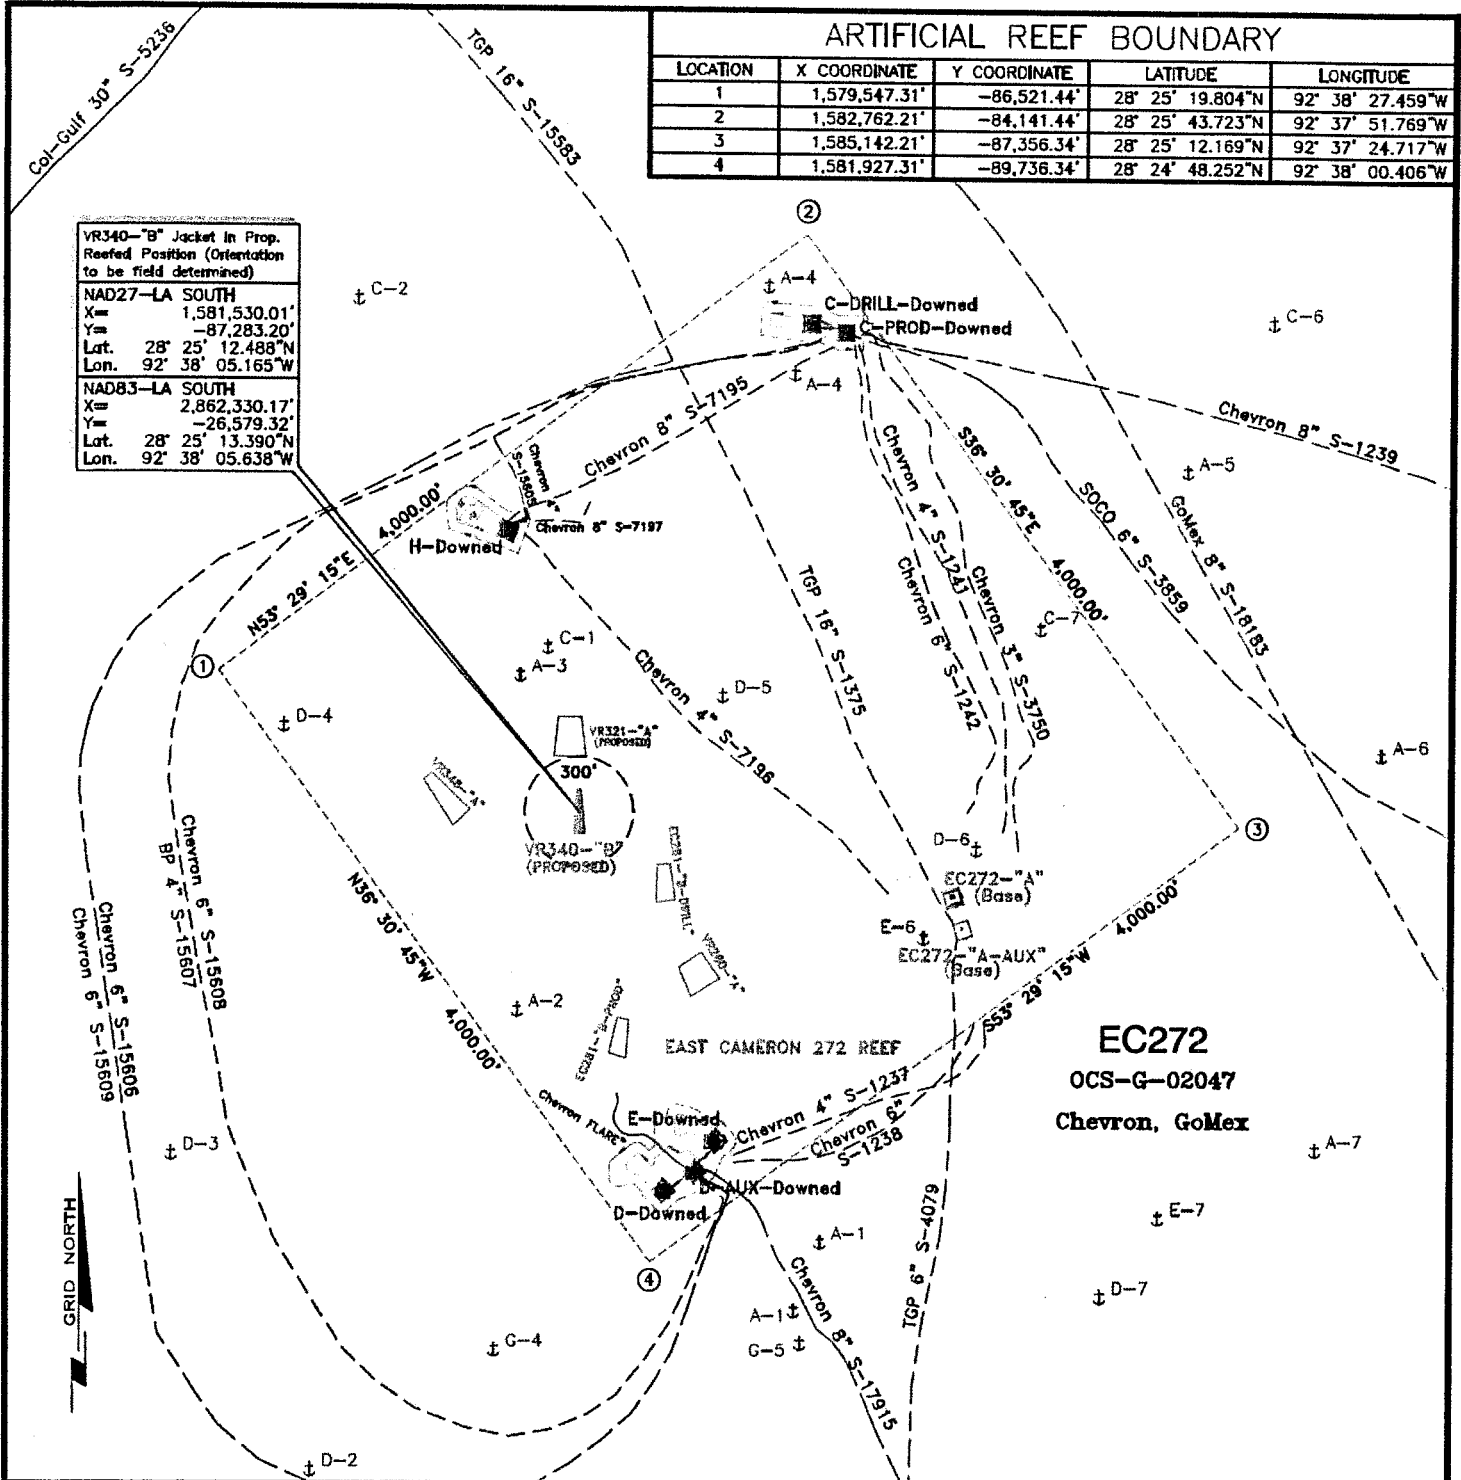 ARTIFICIAL REEF BOUNDARY
LOCATION X COORDINATE Y COORDINATE LATITUDE LONGITUDE
1 1,579,547.31' -86,521.44' 28° 25' 19.804"N 92° 38' 27.459"W
2 1,582,762.21' -84,141.44' 28° 25' 43.723"N 92° 37' 51.769"W
3 1,585,142.21' -87,356.34' 28° 25' 12.169"N 92° 37' 24.717"W
4 1,581,927.31' -89,736.34' 28° 24' 48.252"N 92° 38' 00.406"W
Col-Gulf 30" S-5236
TGP 16" S-15583
VR340-"B" Jacket in Prop.
Reefed Position (Orientation
to be field determined)
NAD27-LA SOUTH
X= 1,581,530.01'
Y= -87,283.20'
Lat. 28° 25' 12.488"N
Lon. 92° 38' 05.165"W
NAD83-LA SOUTH
X= 2,862,330.17'
Y= -26,579.32'
Lat. 28° 25' 13.390"N
Lon. 92° 38' 05.638"W
2
C-2
A-4
C-DRILL-Downed
C-PROD-Downed
C-6
A-4
Chevron 8" S-7195
Chevron 8" S-1239
Chevron 4"
S-15605
Chevron 8" S-7197
H-Downed
4,000.00'
N53° 29' 15"E
S36° 30' 45"E
4,000.00'
A-5
SOCO 6" S-3859
GoMex 8" S-18183
Chevron 4" S-1241
Chevron 6" S-1242
Chevron 3" S-3750
TGP 16" S-1375
C-7
1
C-1
A-3
D-5
Chevron 4" S-7196
D-4
VR321-"A"
(PROPOSED)
A-6
300'
VR348-"A"
VR340-"B"
(PROPOSED)
D-6
3
EC281-"B-DRILL"
EC272-"A"
(Base)
E-6
EC272-"A-AUX"
(Base)
4,000.00'
S53° 29' 15"W
Chevron 6" S-15608
BP 4" S-15607
Chevron 6" S-15606
Chevron 6" S-15609
N36° 30' 45"W
4,000.00'
A-2
EC281-"B-PROD"
EAST CAMERON 272 REEF
EC272
OCS-G-02047
Chevron, GoMex
Chevron FLARE"
E-Downed
Chevron 4" S-1237
Chevron 6"
S-1238
D-AUX-Downed
D-Downed
D-3
A-7
E-7
A-1
D-7
4
GRID NORTH
A-1
G-5
G-4
Chevron 8" S-17915
TGP 6" S-4079
D-2